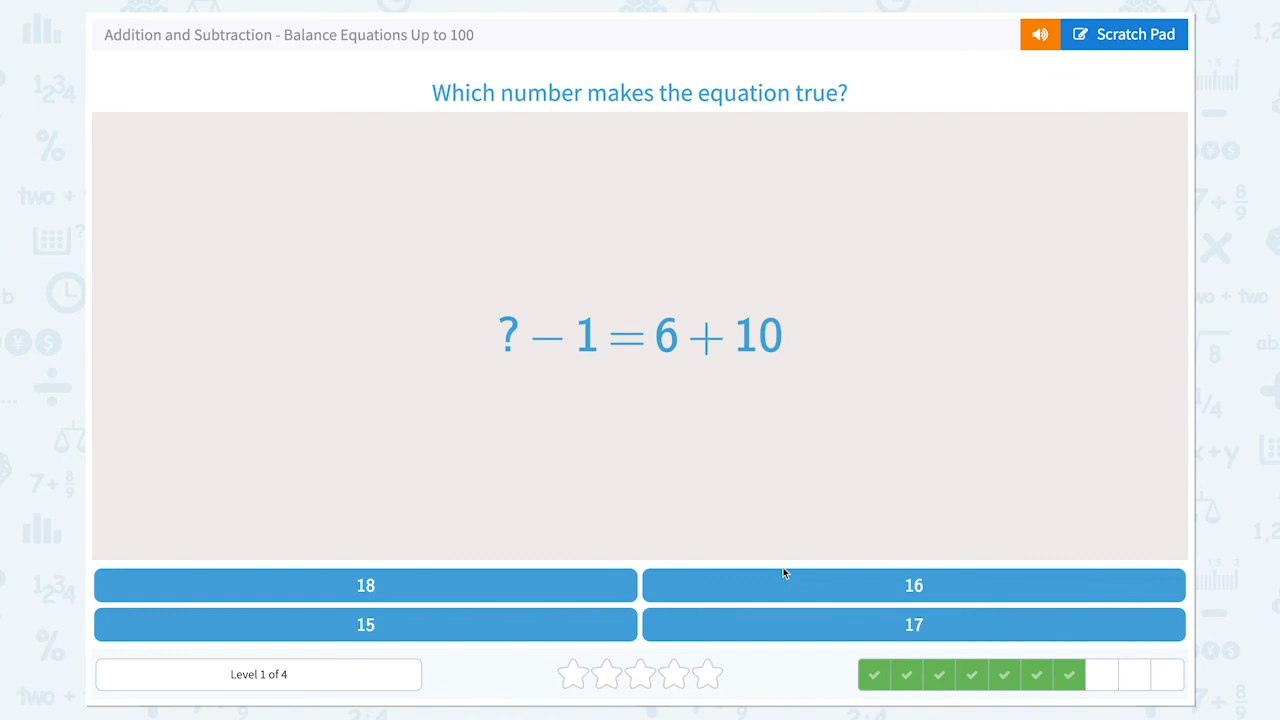 Addition and Subtraction - Balance Equations Up to 100
Scratch Pad
Which number makes the equation true?
? − 1 = 6 + 10
18
16
15
17
Level 1 of 4